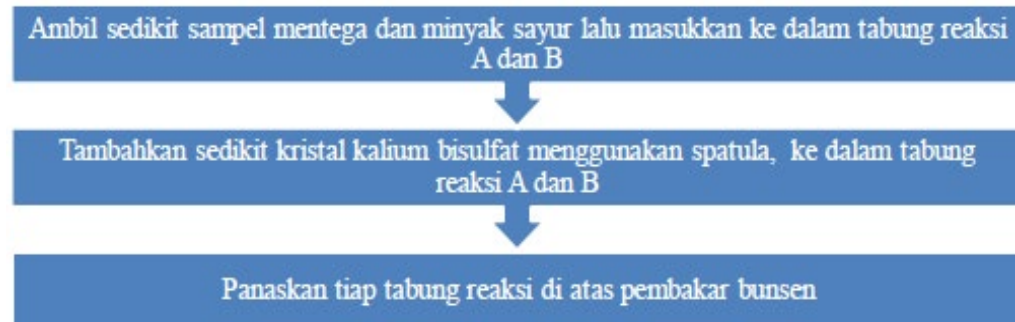 Ambil sedikit sampel mentega dan minyak sayur lalu masukkan ke dalam tabung reaksi
A dan B
Tambahkan sedikit kristal kalium bisulfat menggunakan spatula, ke dalam tabung
reaksi A dan B
Panaskan tiap tabung reaksi di atas pembakar bunsen